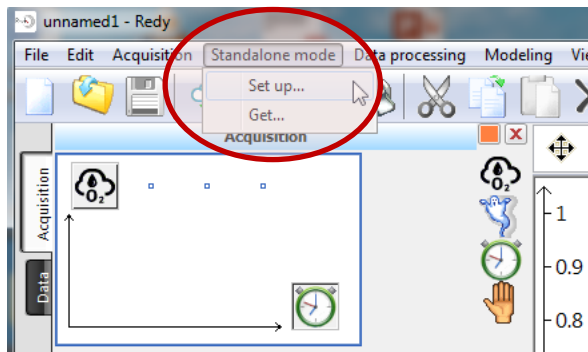 unnamed1 - Redy
File Edit Acquisition Standalone mode Data processing Modeling
Set up...
Get...
Acquisition
Acquisition
Data
O2
O2
1
0.9
0.8